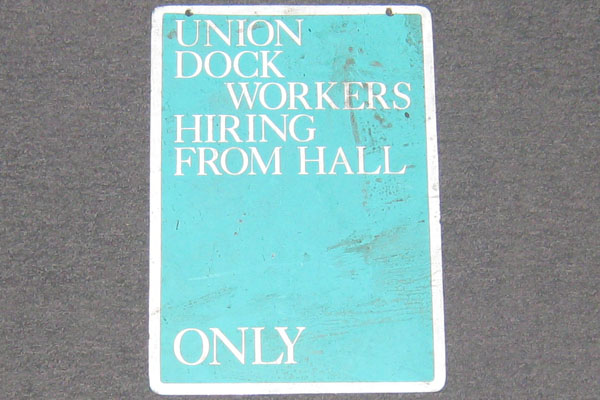 UNION
DOCK
WORKERS
HIRING
FROM HALL
ONLY